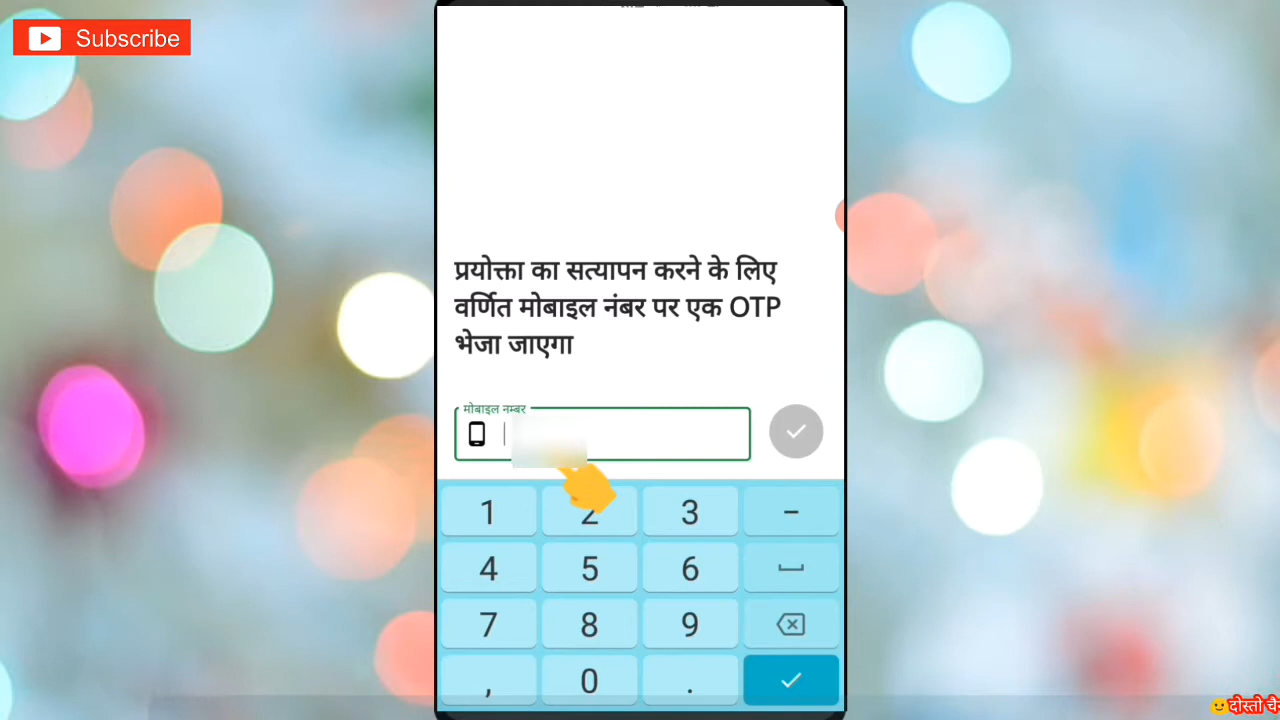 Subscribe
प्रयोक्ता का सत्यापन करने के लिए
वर्णित मोबाइल नंबर पर एक OTP
भेजा जाएगा
मोबाइल नम्बर
1 2 3 -
4 5 6
7 8 9
, 0 .
दोस्तो